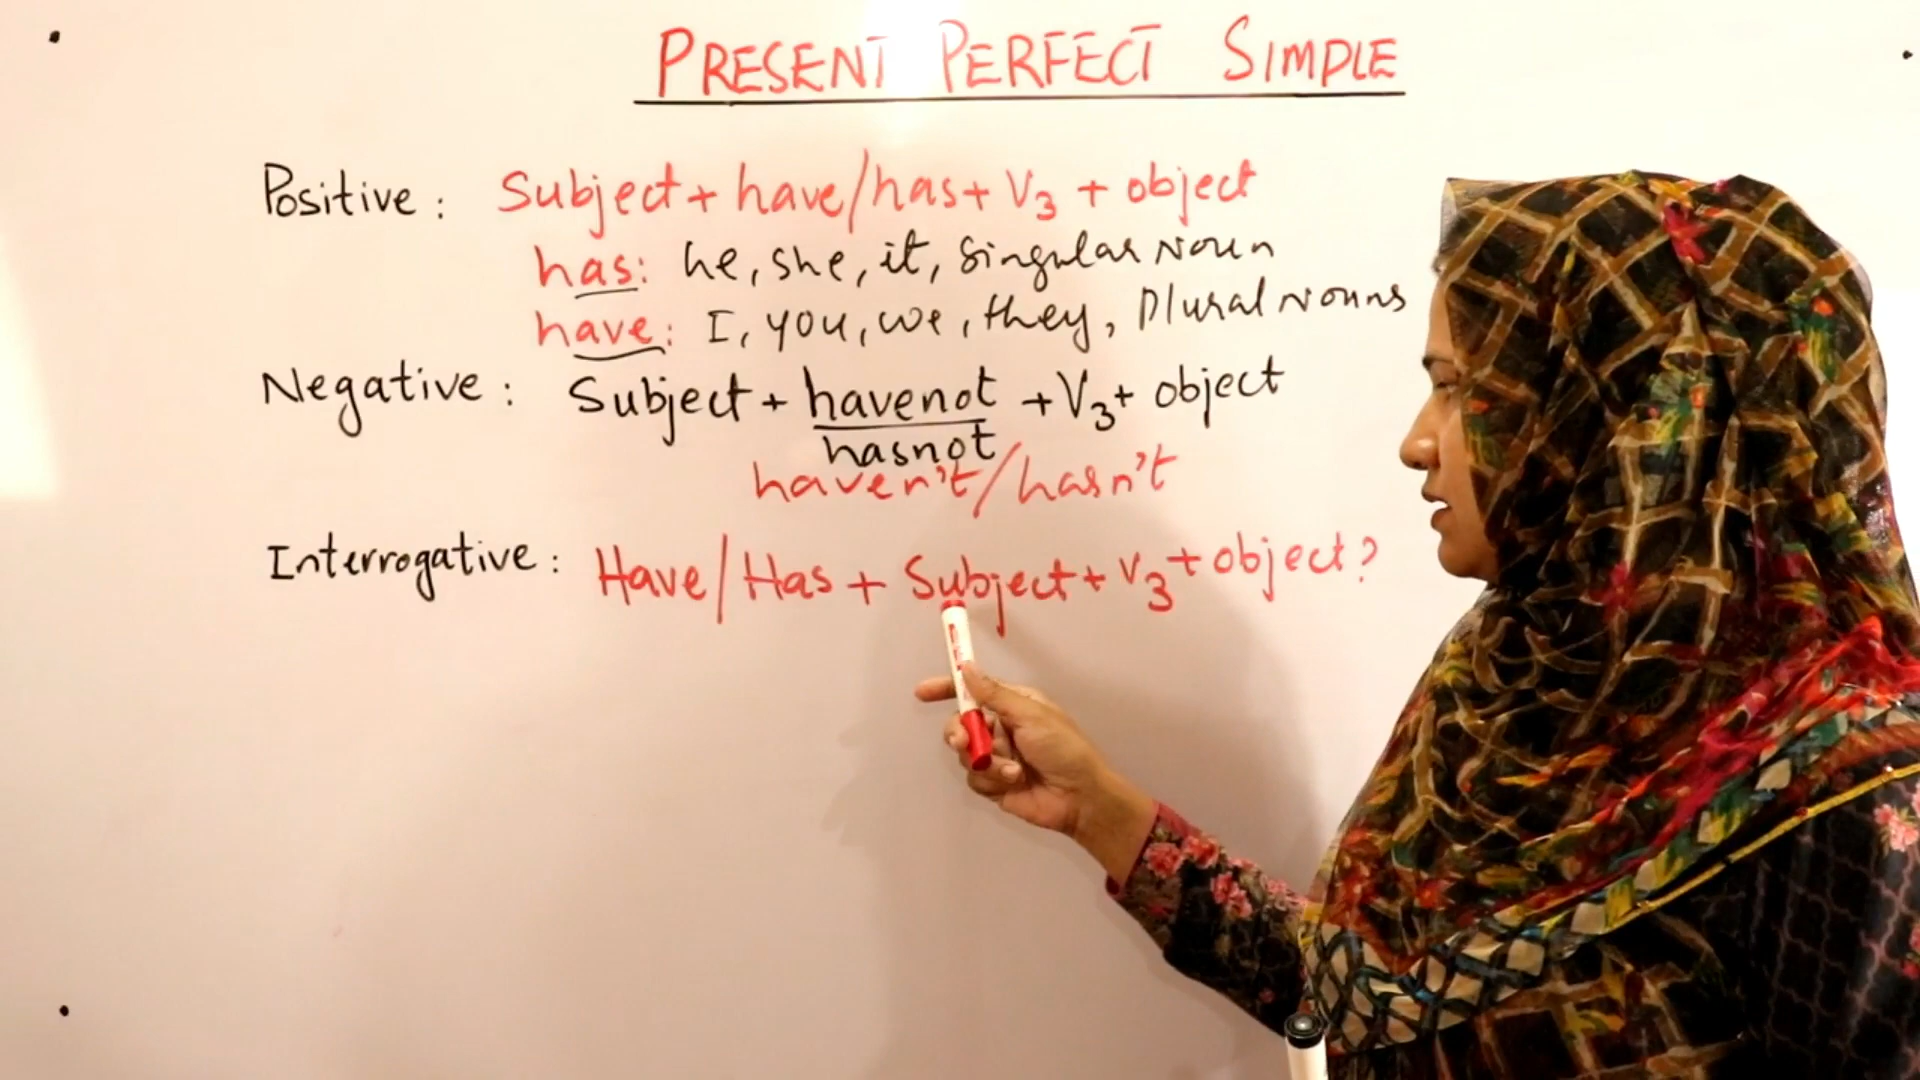 PRESENT PERFECT SIMPLE
Positive: Subject + have/has + V3 + object
has: he, she, it, Singular Noun
have: I, you, we, they, Plural Nouns
Negative: Subject + havenot + V3 + object
hasnot
haven't/hasn't
Interrogative: Have/Has + Subject + V3 + object?